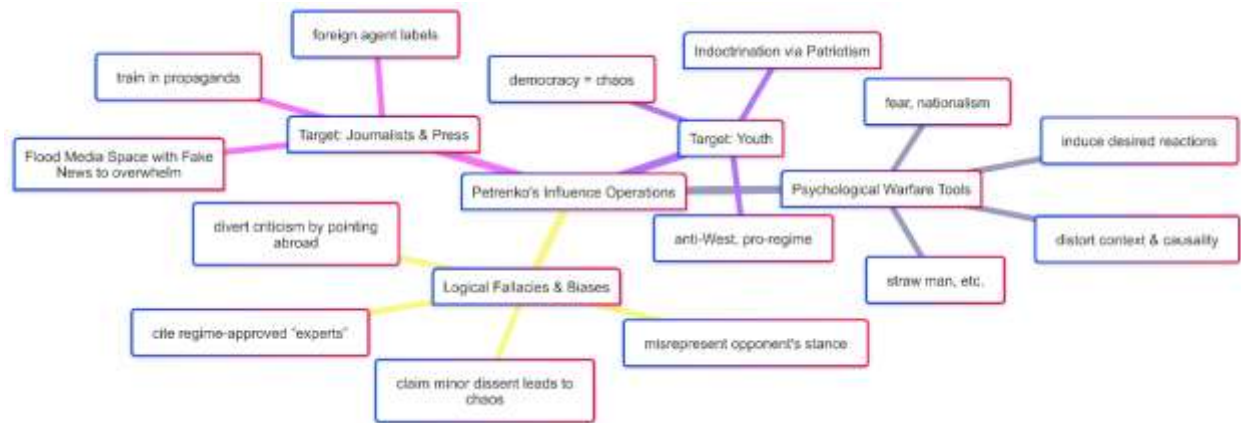 foreign agent labels
train in propaganda
Target: Journalists & Press
Flood Media Space with Fake
News to overwhelm
Indoctrination via Patriotism
democracy = chaos
Target: Youth
anti-West, pro-regime
Petrenko's Influence Operations
fear, nationalism
induce desired reactions
Psychological Warfare Tools
distort context & causality
straw man, etc.
divert criticism by pointing
abroad
Logical Fallacies & Biases
cite regime-approved "experts"
claim minor dissent leads to
chaos
misrepresent opponent's stance